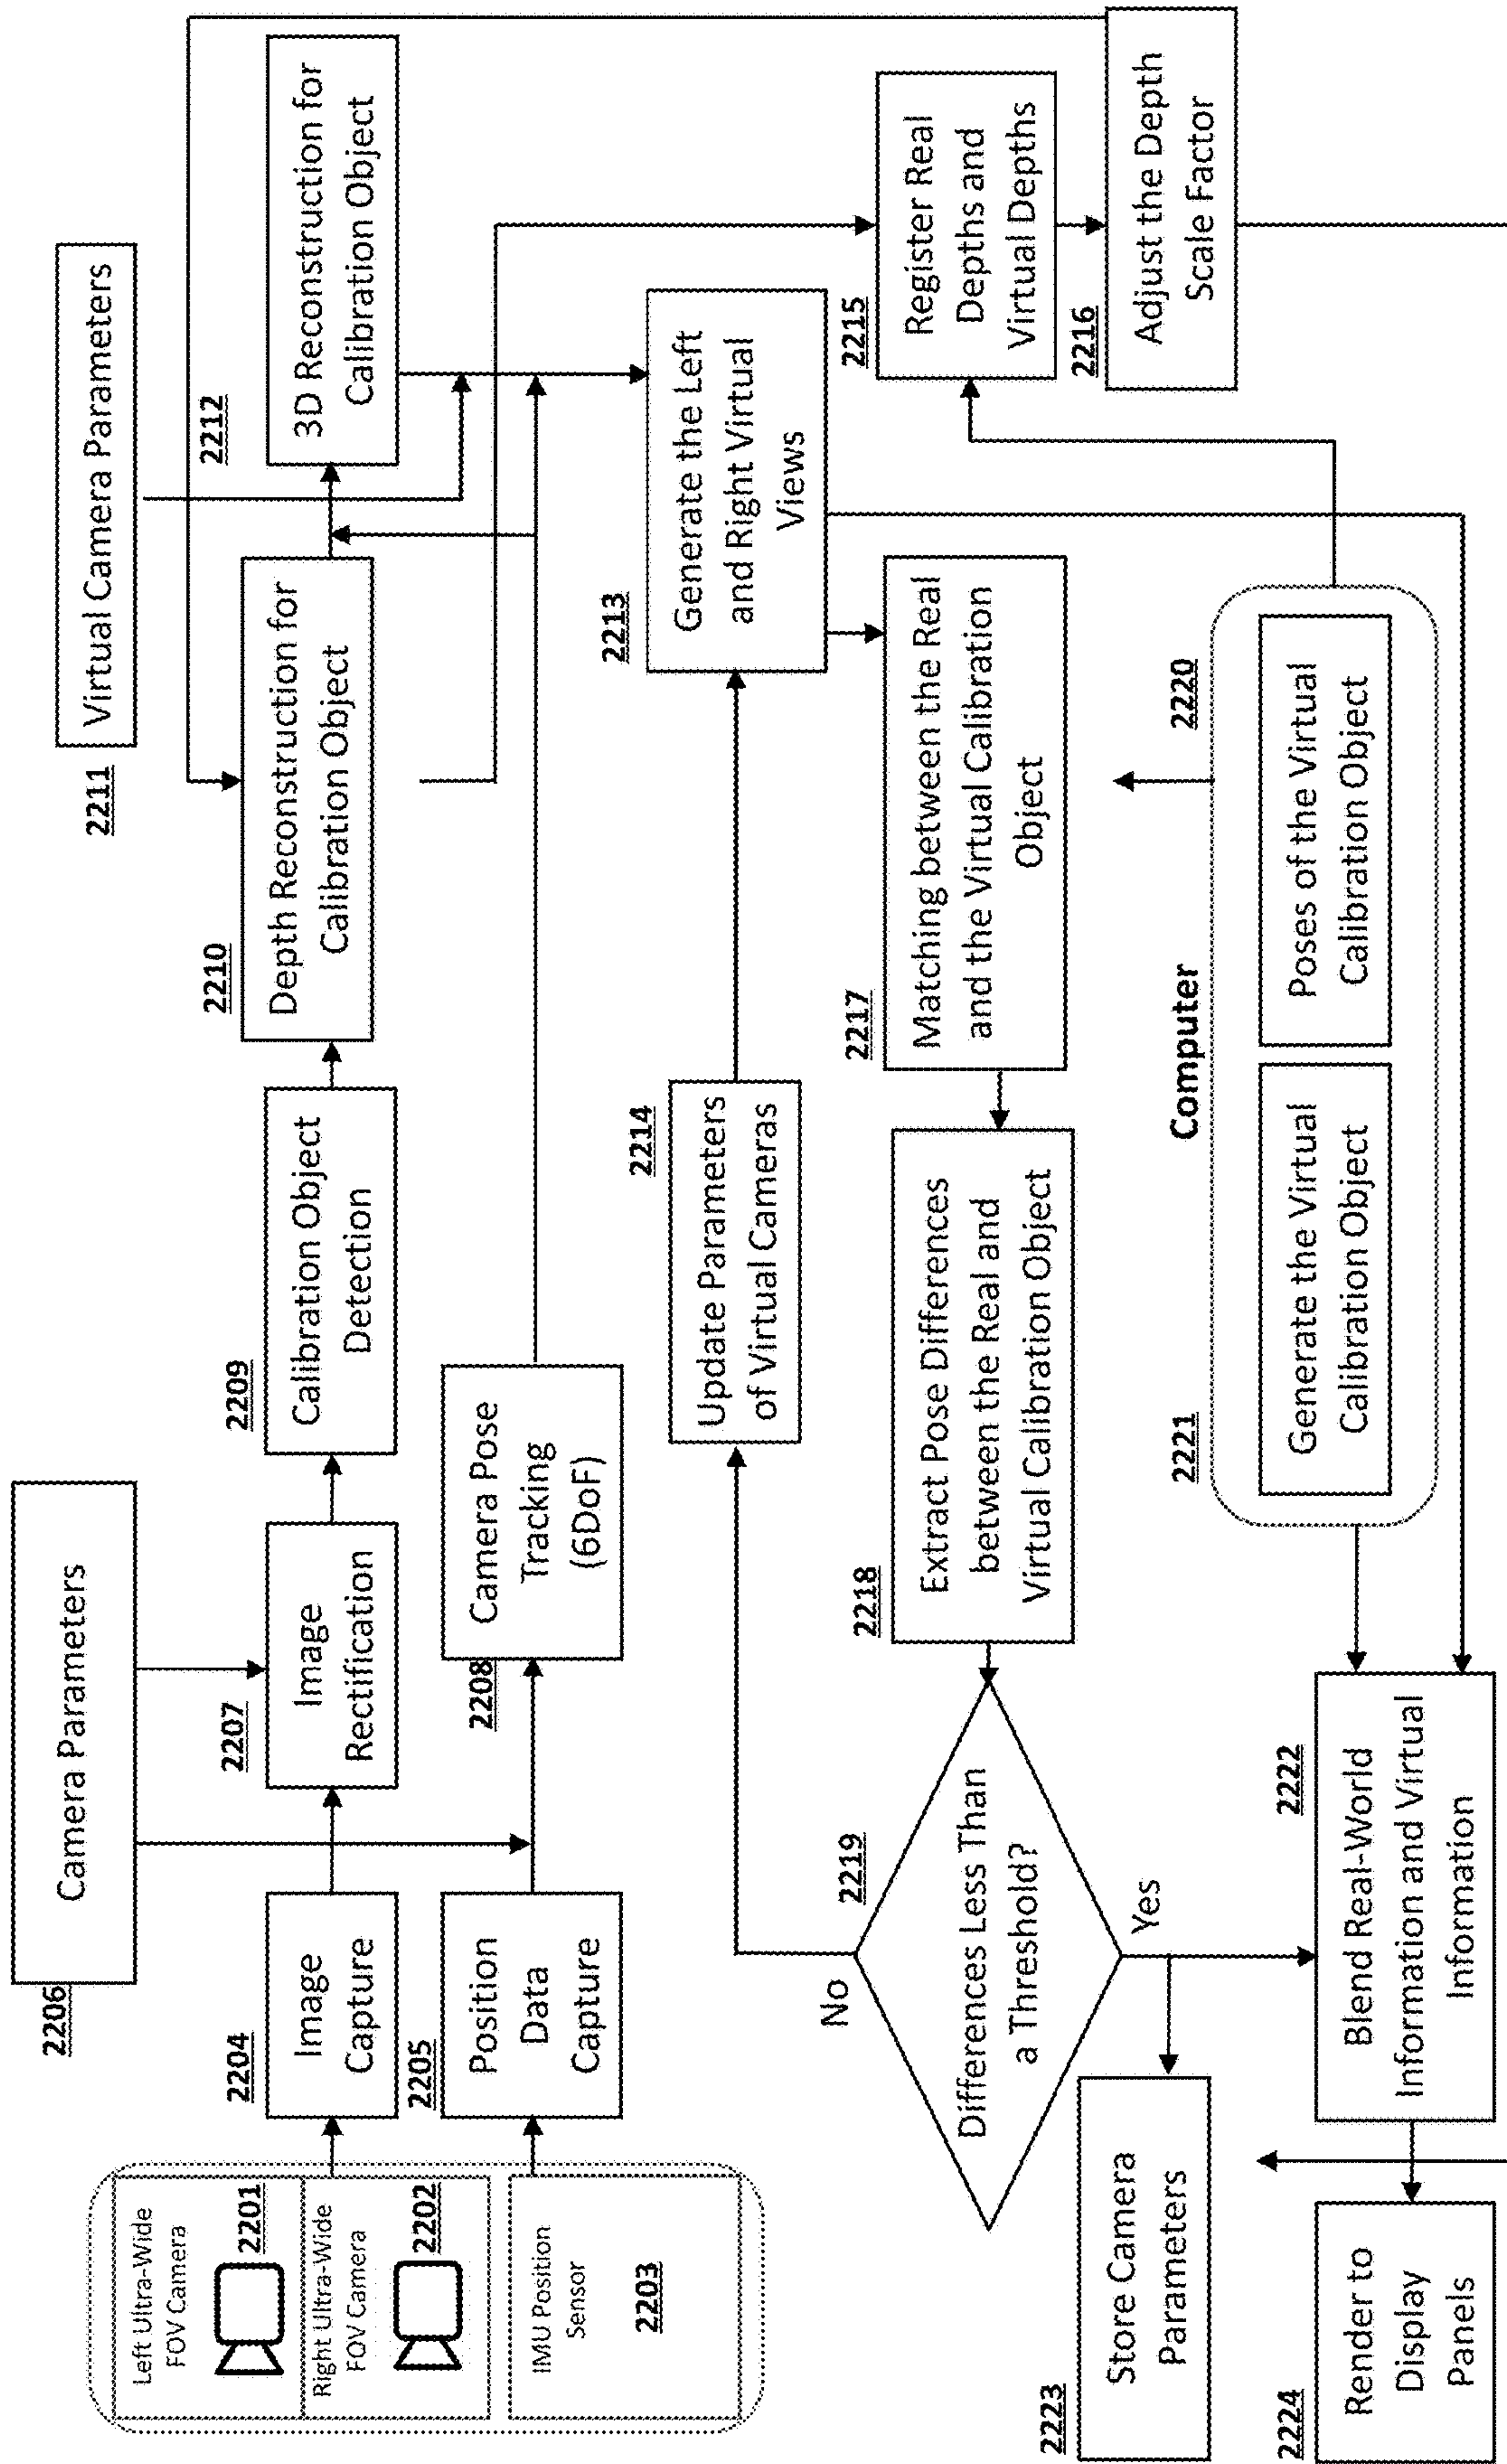 2206
Camera Parameters
2211
Virtual Camera Parameters
Left Ultra-Wide
FOV Camera
2201
Right Ultra-Wide
FOV Camera
2202
IMU Position
Sensor
2203
2204
Image
Capture
2205
Position
Data
Capture
2207
Image
Rectification
2208
Camera Pose
Tracking
(6DoF)
2209
Calibration Object
Detection
2210
Depth Reconstruction for
Calibration Object
2212
3D Reconstruction for
Calibration Object
2214
Update Parameters
of Virtual Cameras
2213
Generate the Left
and Right Virtual
Views
2219
Differences Less Than
a Threshold?
No
Yes
2218
Extract Pose Differences
between the Real and
Virtual Calibration Object
2217
Matching between the Real
and the Virtual Calibration
Object
2215
Register Real
Depths and
Virtual Depths
2216
Adjust the Depth
Scale Factor
2223
Store Camera
Parameters
2224
Render to
Display
Panels
2222
Blend Real-World
Information and Virtual
Information
Computer
2221
Generate the Virtual
Calibration Object
2220
Poses of the Virtual
Calibration Object